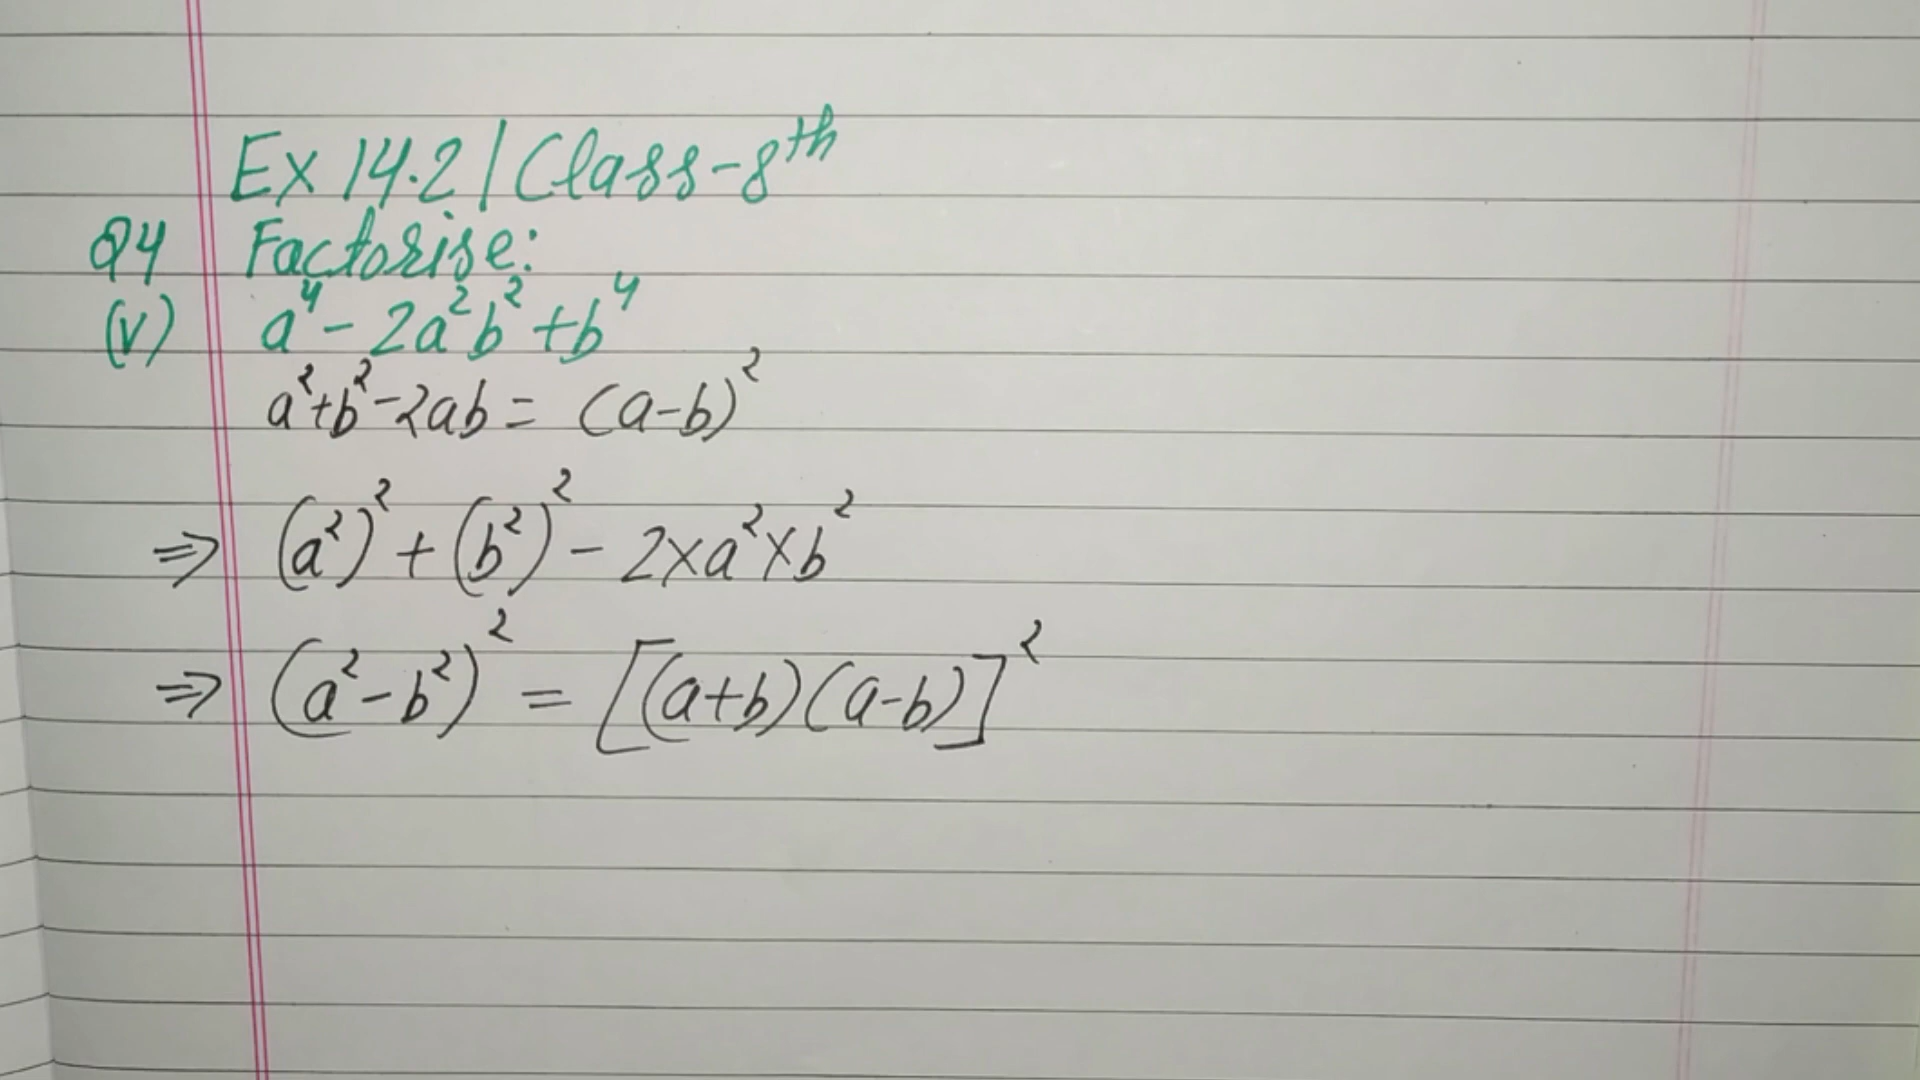 Ex 14.2 | Class-8ᵗʰ
Q4 Factorise:
(v) a⁴ - 2a²b² + b⁴
a² + b² - 2ab = (a-b)²
⇒ (a²)² + (b²)² - 2×a²×b²
⇒ (a² - b²)² = [(a+b)(a-b)]²